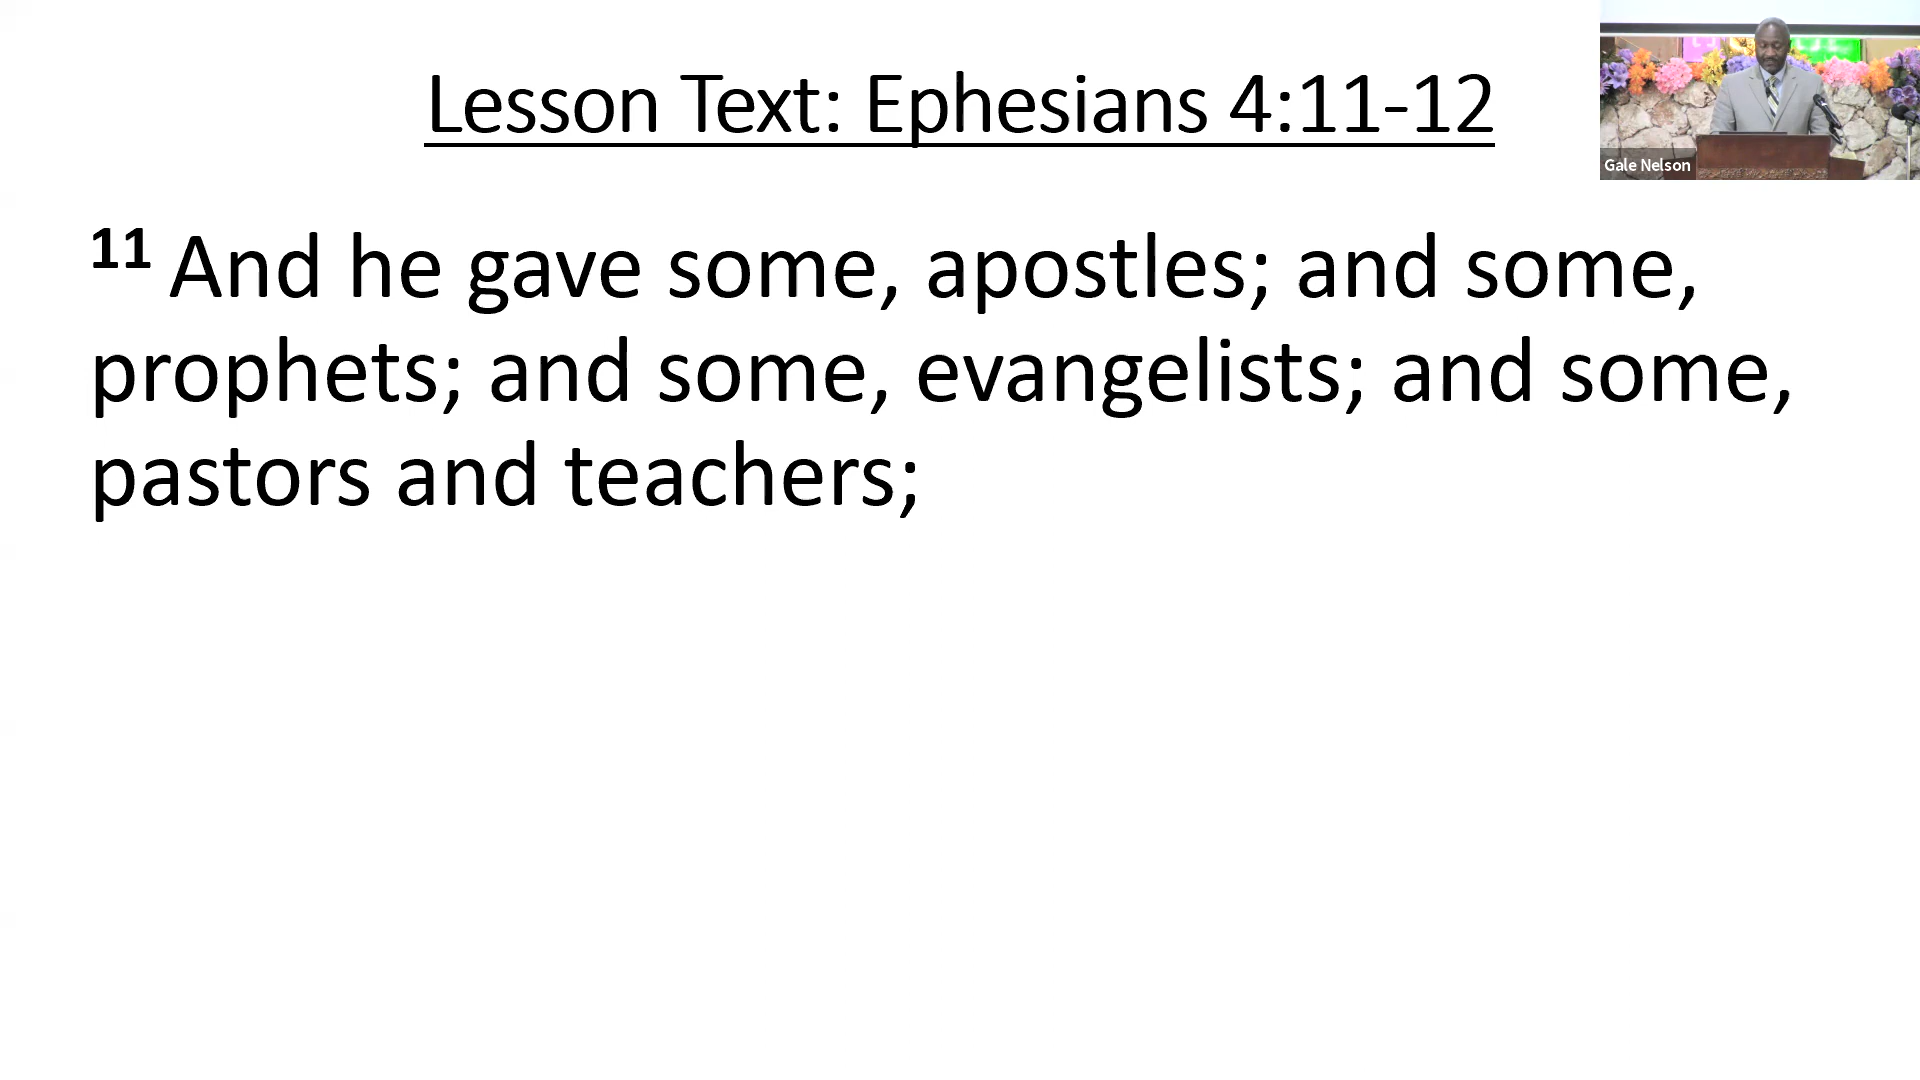 Lesson Text: Ephesians 4:11-12
Gale Nelson
11 And he gave some, apostles; and some,
prophets; and some, evangelists; and some,
pastors and teachers;